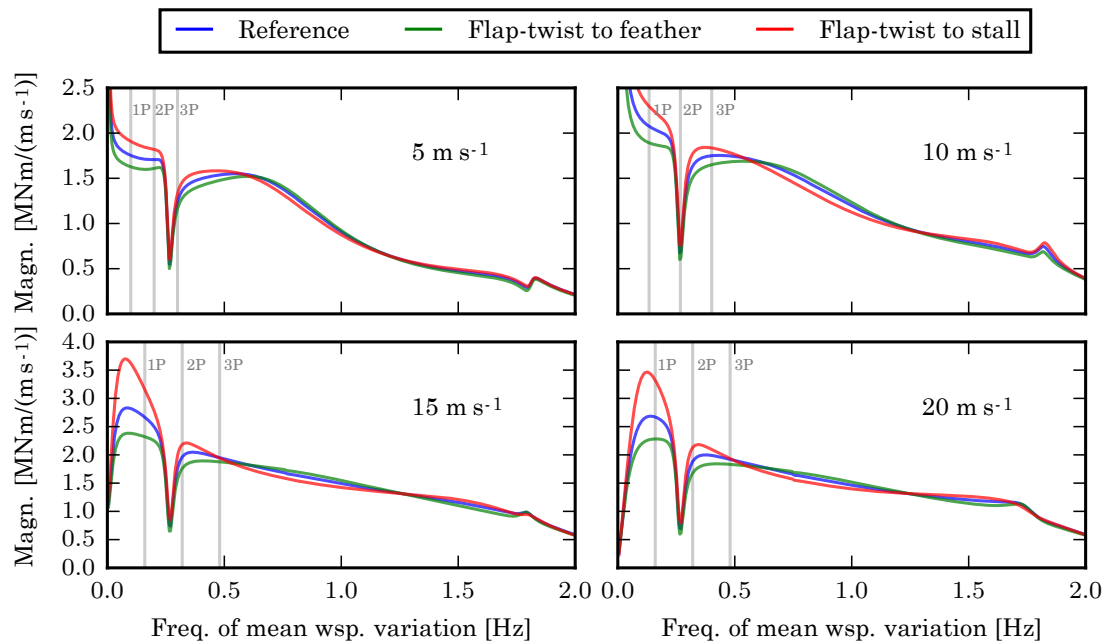 Reference Flap-twist to feather Flap-twist to stall
Magn. [MNm/(m s⁻¹)]
2.5
2.0
1.5
1.0
0.5
0.0
1P 2P 3P
5 m s⁻¹
1P 2P 3P
10 m s⁻¹
Magn. [MNm/(m s⁻¹)]
4.0
3.5
3.0
2.5
2.0
1.5
1.0
0.5
0.0
1P 2P 3P
15 m s⁻¹
1P 2P 3P
20 m s⁻¹
0.0 0.5 1.0 1.5 2.0
0.0 0.5 1.0 1.5 2.0
Freq. of mean wsp. variation [Hz]
Freq. of mean wsp. variation [Hz]